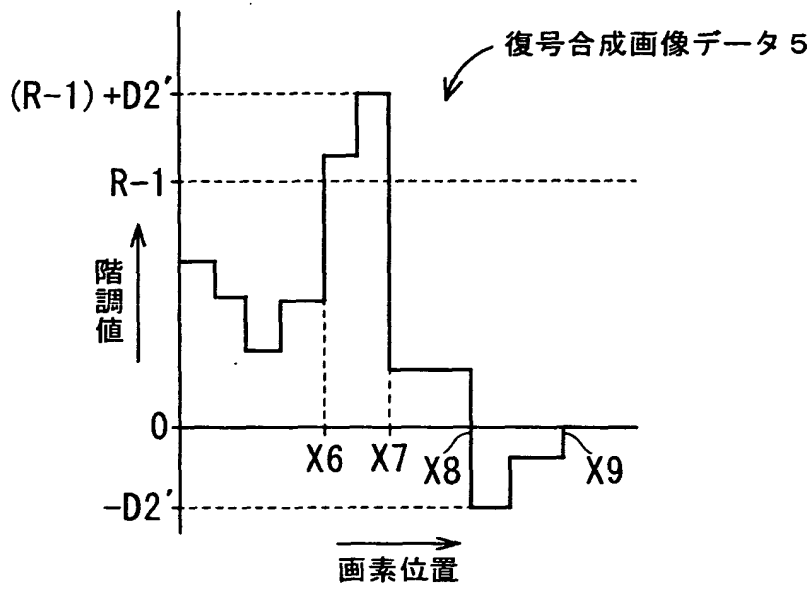 復号合成画像データ５
(R-1)+D2′
R-1
階調値
0
X6
X7
X8
X9
-D2′
画素位置